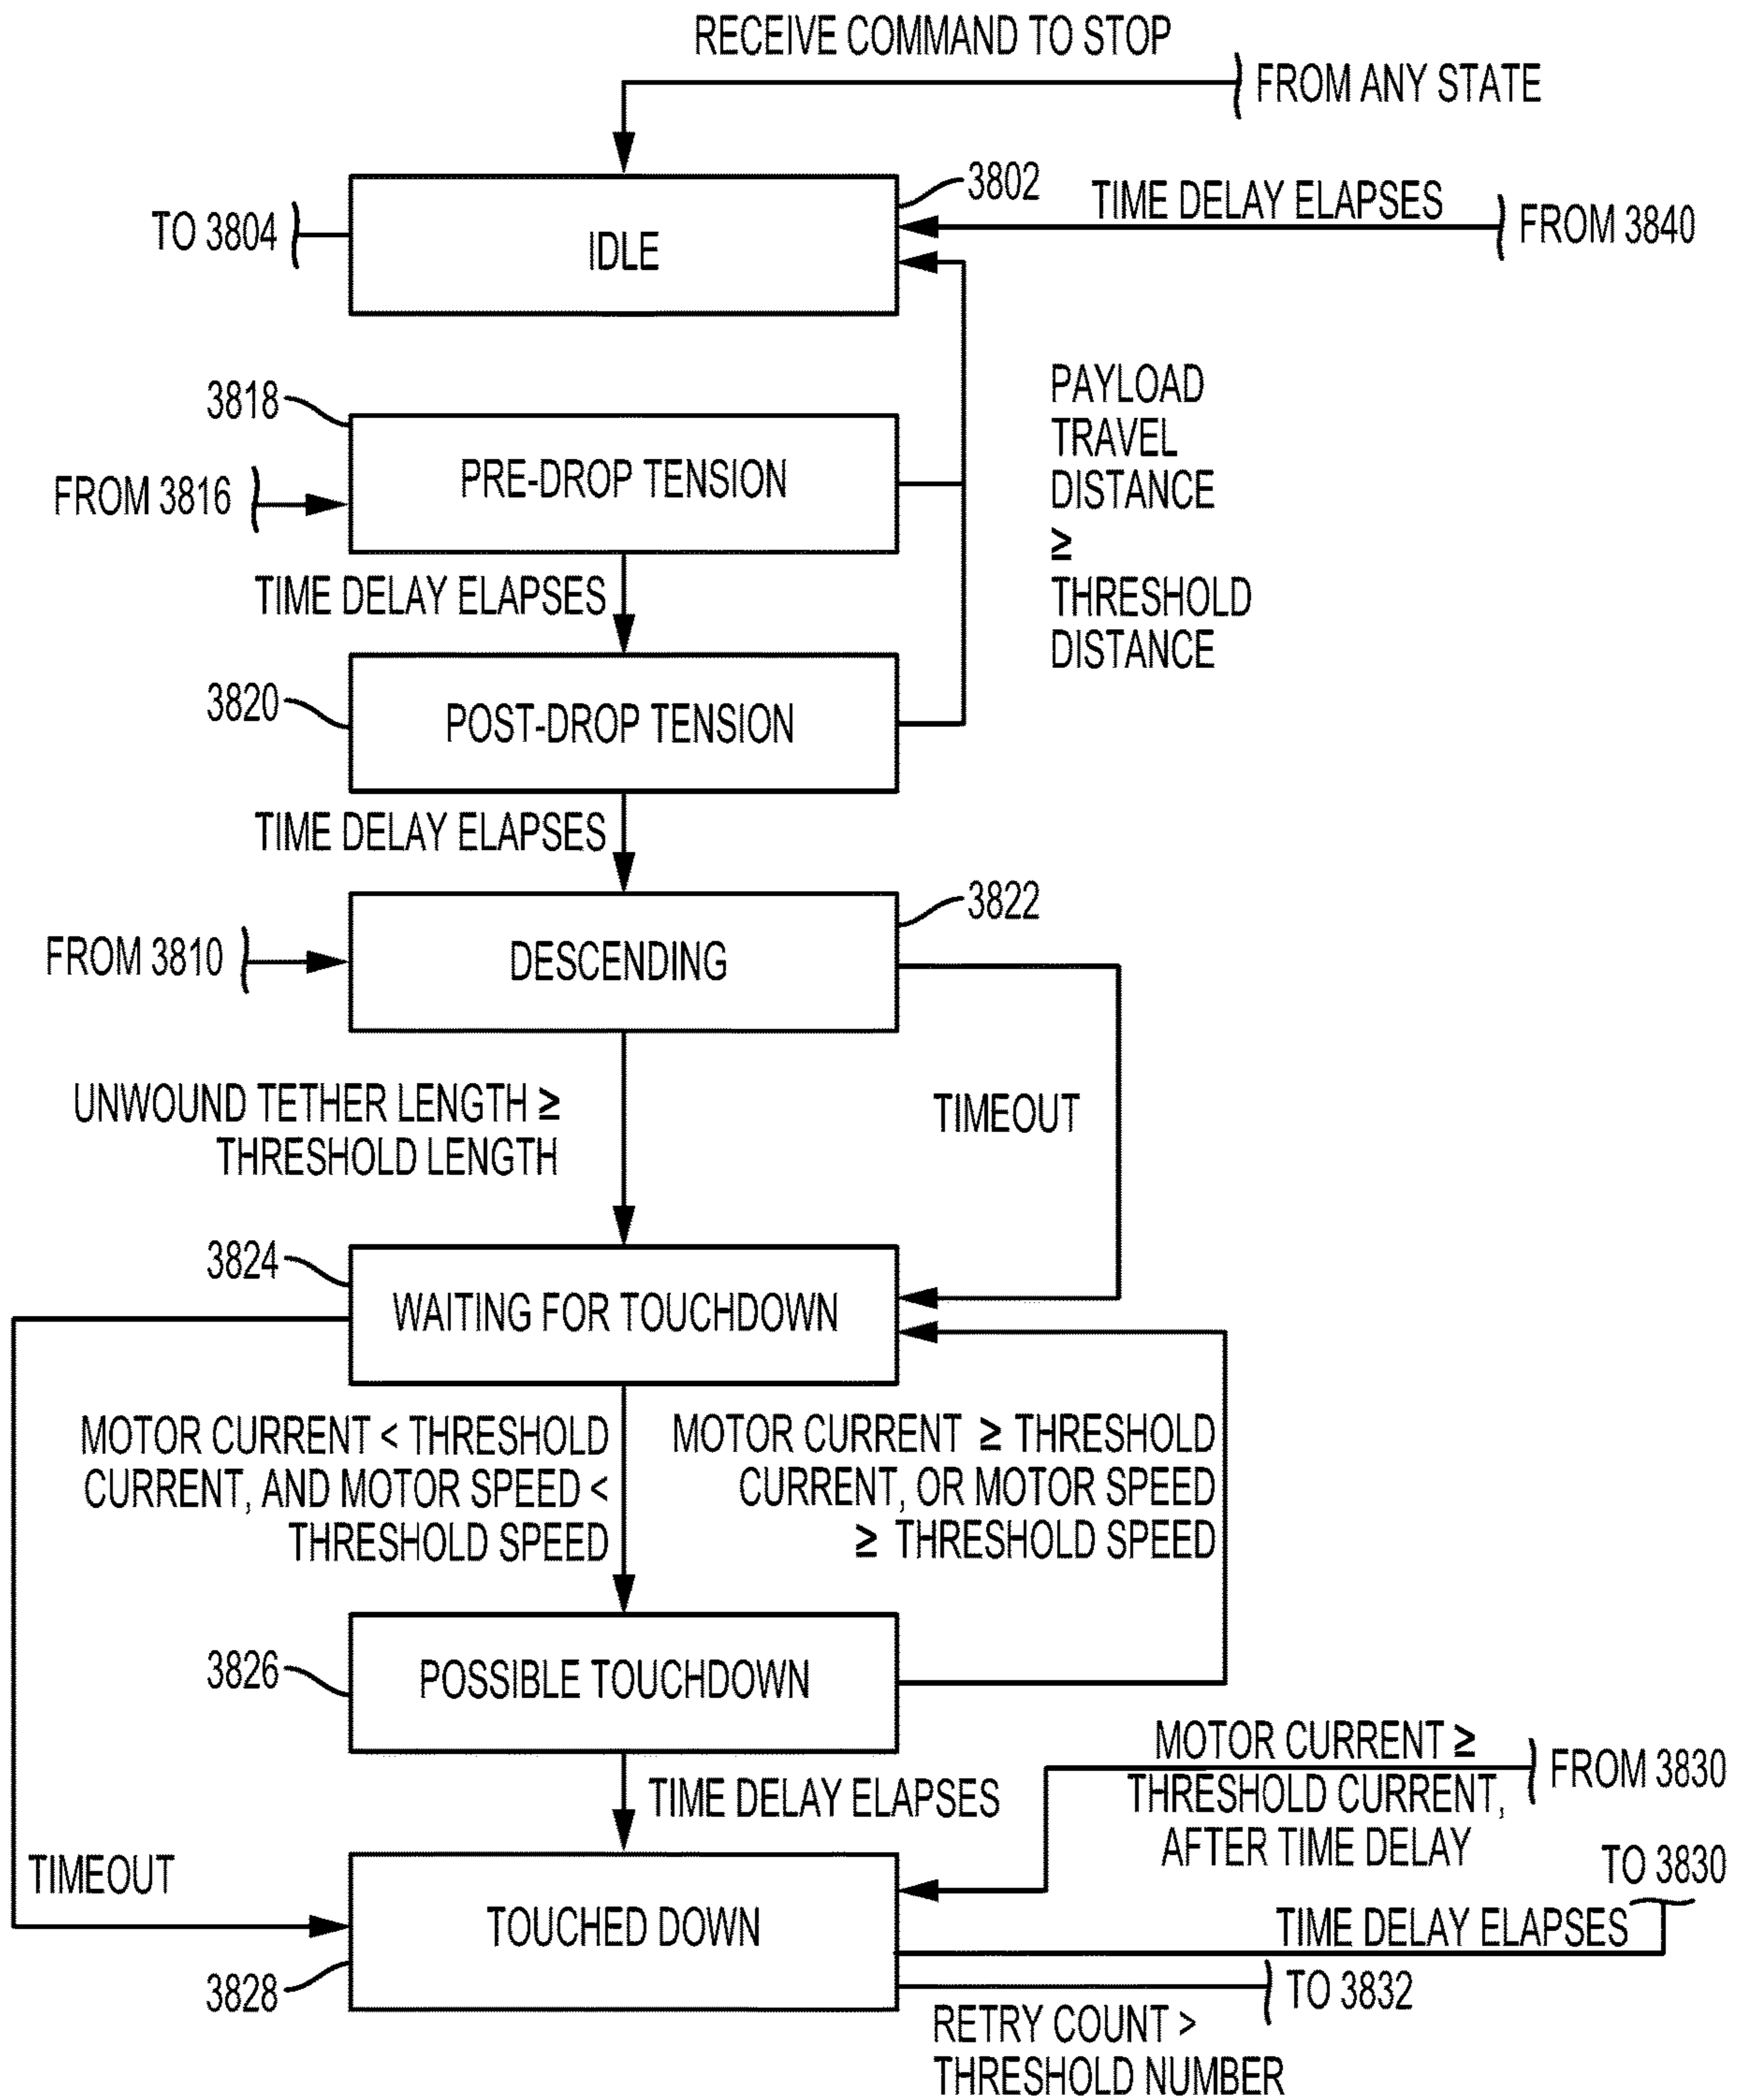 RECEIVE COMMAND TO STOP
FROM ANY STATE
3802
TIME DELAY ELAPSES
FROM 3840
TO 3804
IDLE
3818
PAYLOAD
TRAVEL
DISTANCE
≥
THRESHOLD
DISTANCE
FROM 3816
PRE-DROP TENSION
TIME DELAY ELAPSES
3820
POST-DROP TENSION
TIME DELAY ELAPSES
3822
FROM 3810
DESCENDING
UNWOUND TETHER LENGTH ≥
THRESHOLD LENGTH
TIMEOUT
3824
WAITING FOR TOUCHDOWN
MOTOR CURRENT < THRESHOLD
CURRENT, AND MOTOR SPEED <
THRESHOLD SPEED
MOTOR CURRENT ≥ THRESHOLD
CURRENT, OR MOTOR SPEED
≥ THRESHOLD SPEED
3826
POSSIBLE TOUCHDOWN
MOTOR CURRENT ≥
THRESHOLD CURRENT,
AFTER TIME DELAY
FROM 3830
TIME DELAY ELAPSES
TIMEOUT
TO 3830
TOUCHED DOWN
TIME DELAY ELAPSES
3828
TO 3832
RETRY COUNT >
THRESHOLD NUMBER